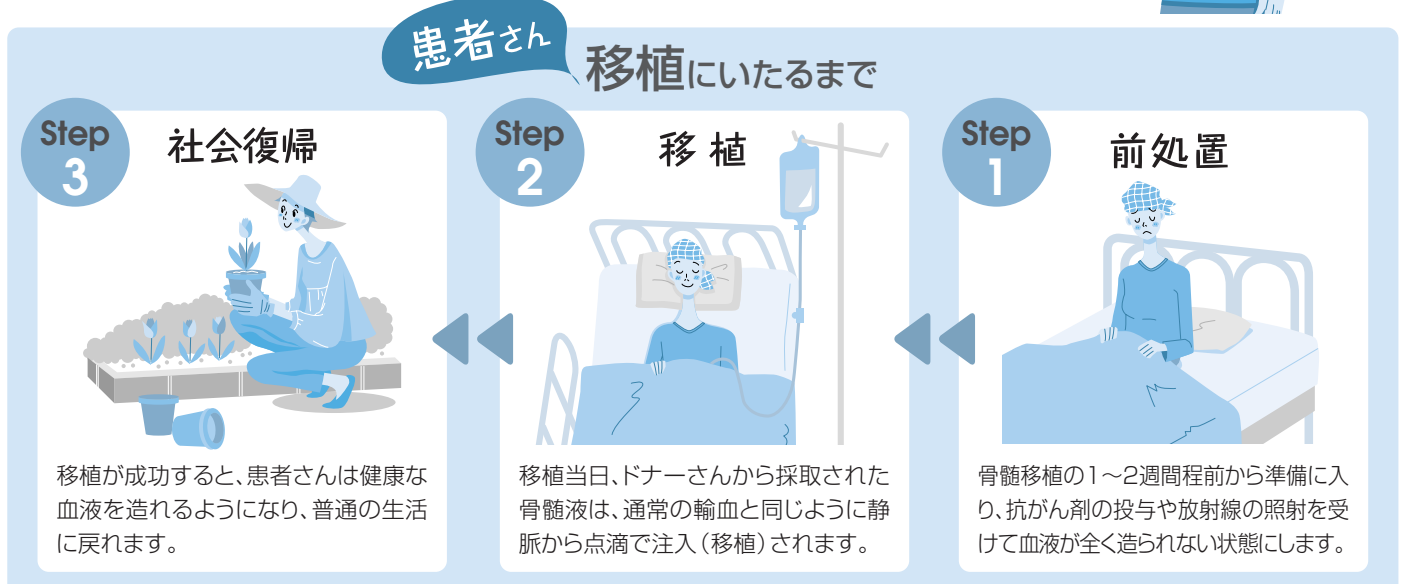 患者さん
移植にいたるまで
Step
1
前処置
骨髄移植の1〜2週間程前から準備に入
り、抗がん剤の投与や放射線の照射を受
けて血液が全く造られない状態にします。
Step
2
移植
移植当日、ドナーさんから採取された
骨髄液は、通常の輸血と同じように静
脈から点滴で注入(移植)されます。
Step
3
社会復帰
移植が成功すると、患者さんは健康な
血液を造れるようになり、普通の生活
に戻れます。